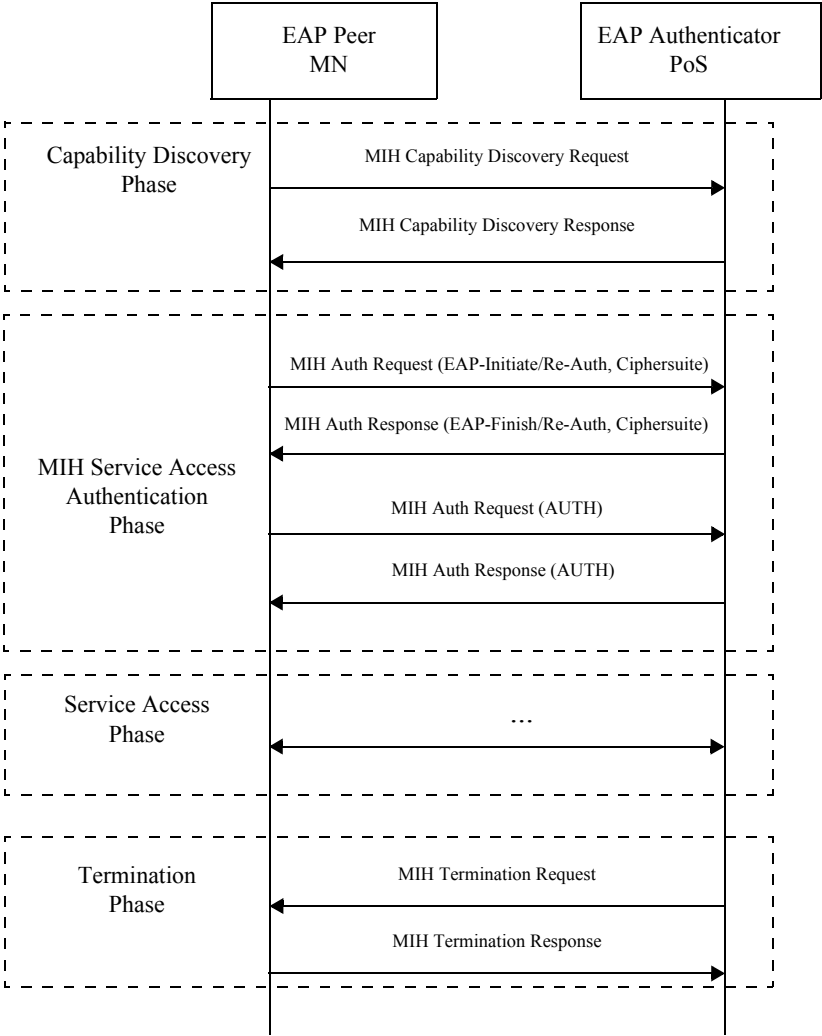 EAP Peer
MN
EAP Authenticator
PoS
Capability Discovery
Phase
MIH Capability Discovery Request
MIH Capability Discovery Response
MIH Service Access
Authentication
Phase
MIH Auth Request (EAP-Initiate/Re-Auth, Ciphersuite)
MIH Auth Response (EAP-Finish/Re-Auth, Ciphersuite)
MIH Auth Request (AUTH)
MIH Auth Response (AUTH)
Service Access
Phase
...
Termination
Phase
MIH Termination Request
MIH Termination Response